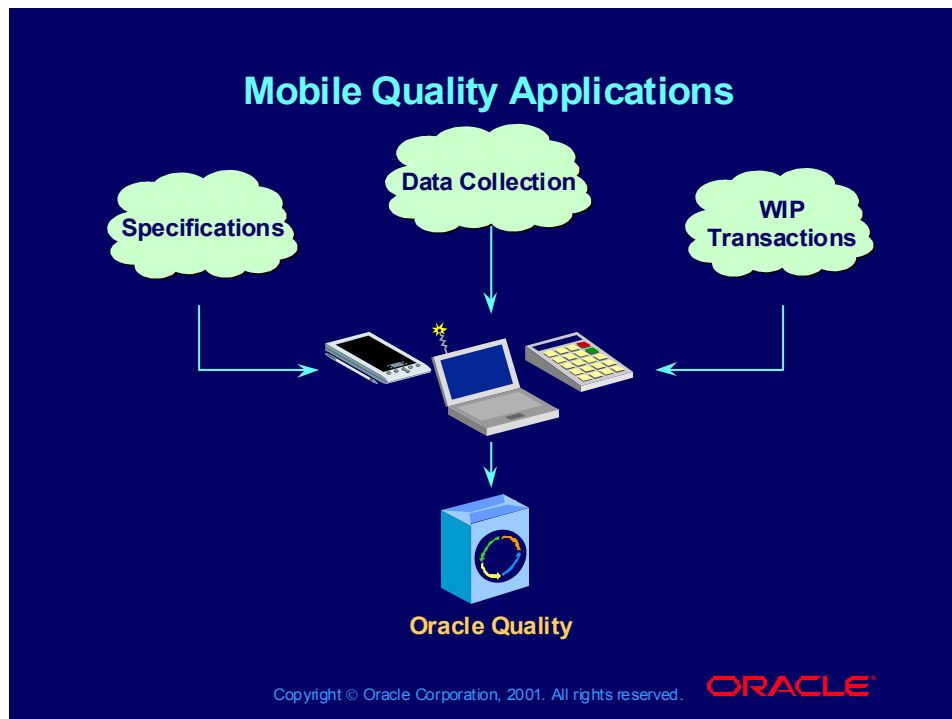 Mobile Quality Applications
Data Collection
Specifications
WIP
Transactions
Oracle Quality
Copyright © Oracle Corporation, 2001. All rights reserved.
ORACLE®